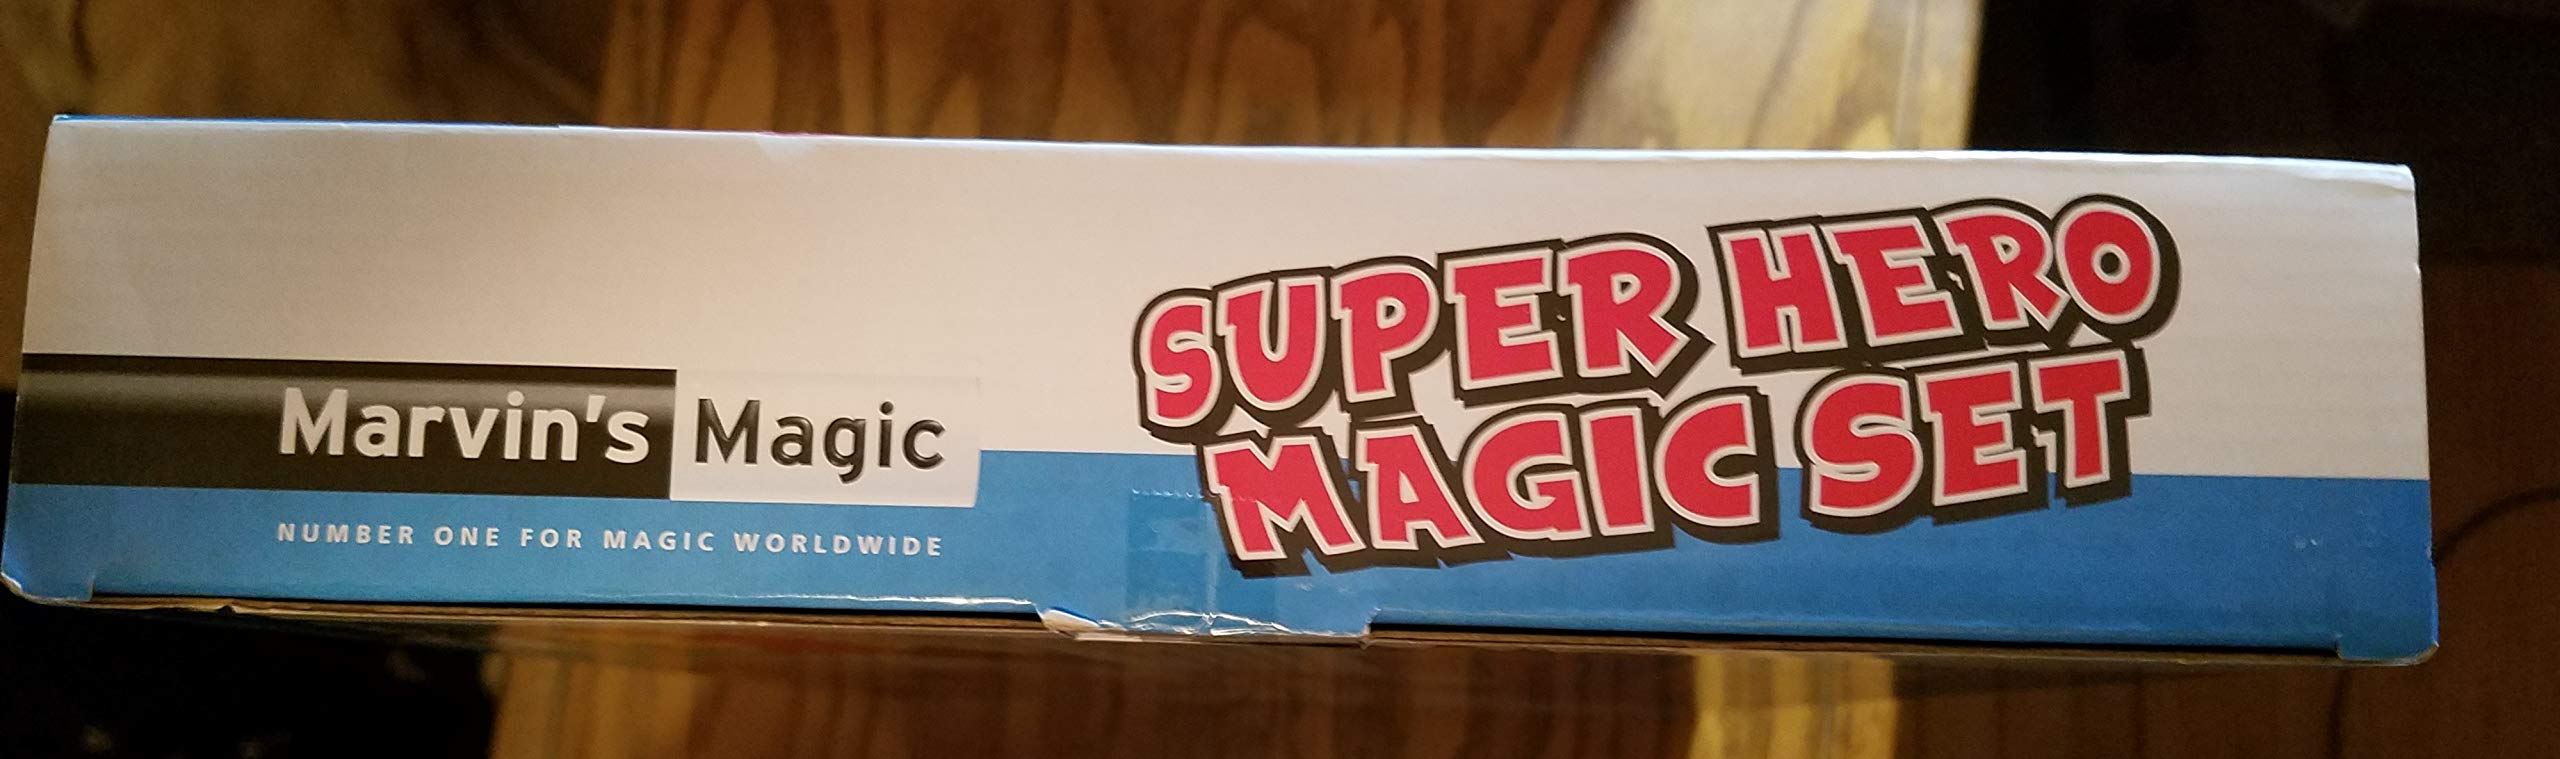 Marvin's Magic
NUMBER ONE FOR MAGIC WORLDWIDE
SUPER HERO
MAGIC SET